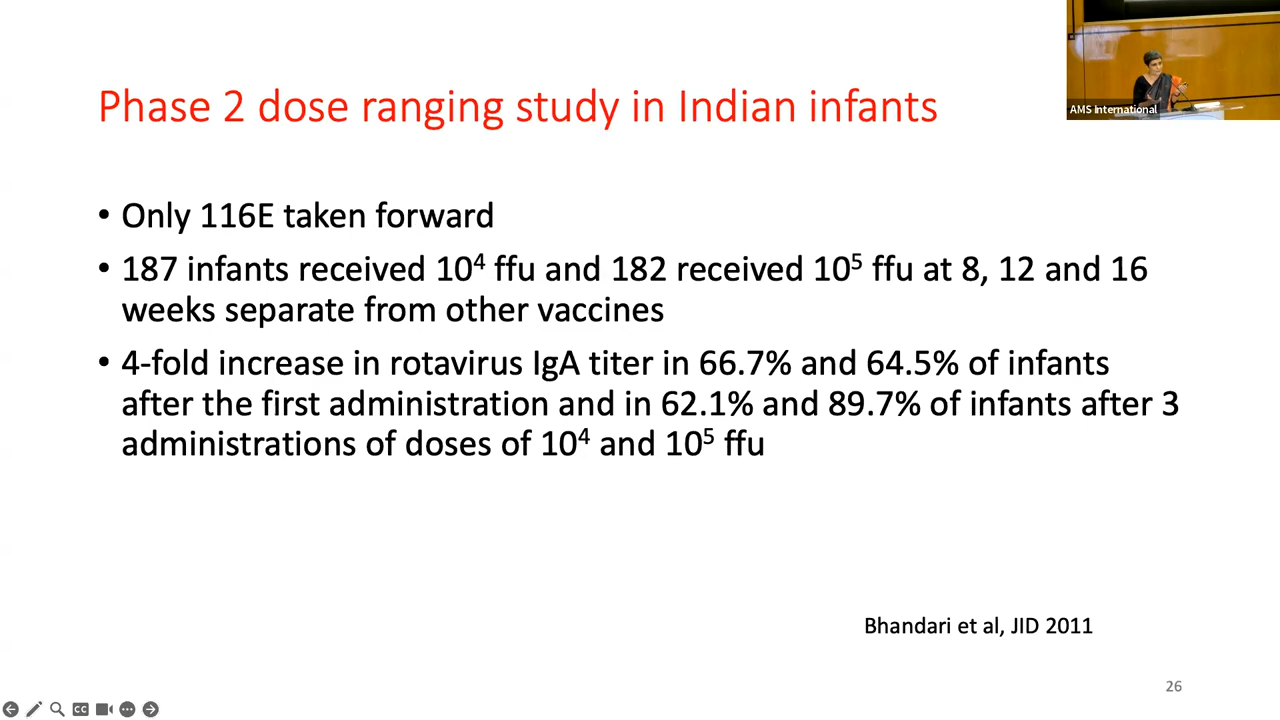 AMS International
Phase 2 dose ranging study in Indian infants
• Only 116E taken forward
• 187 infants received 10⁴ ffu and 182 received 10⁵ ffu at 8, 12 and 16
weeks separate from other vaccines
• 4-fold increase in rotavirus IgA titer in 66.7% and 64.5% of infants
after the first administration and in 62.1% and 89.7% of infants after 3
administrations of doses of 10⁴ and 10⁵ ffu
Bhandari et al, JID 2011
26
CC